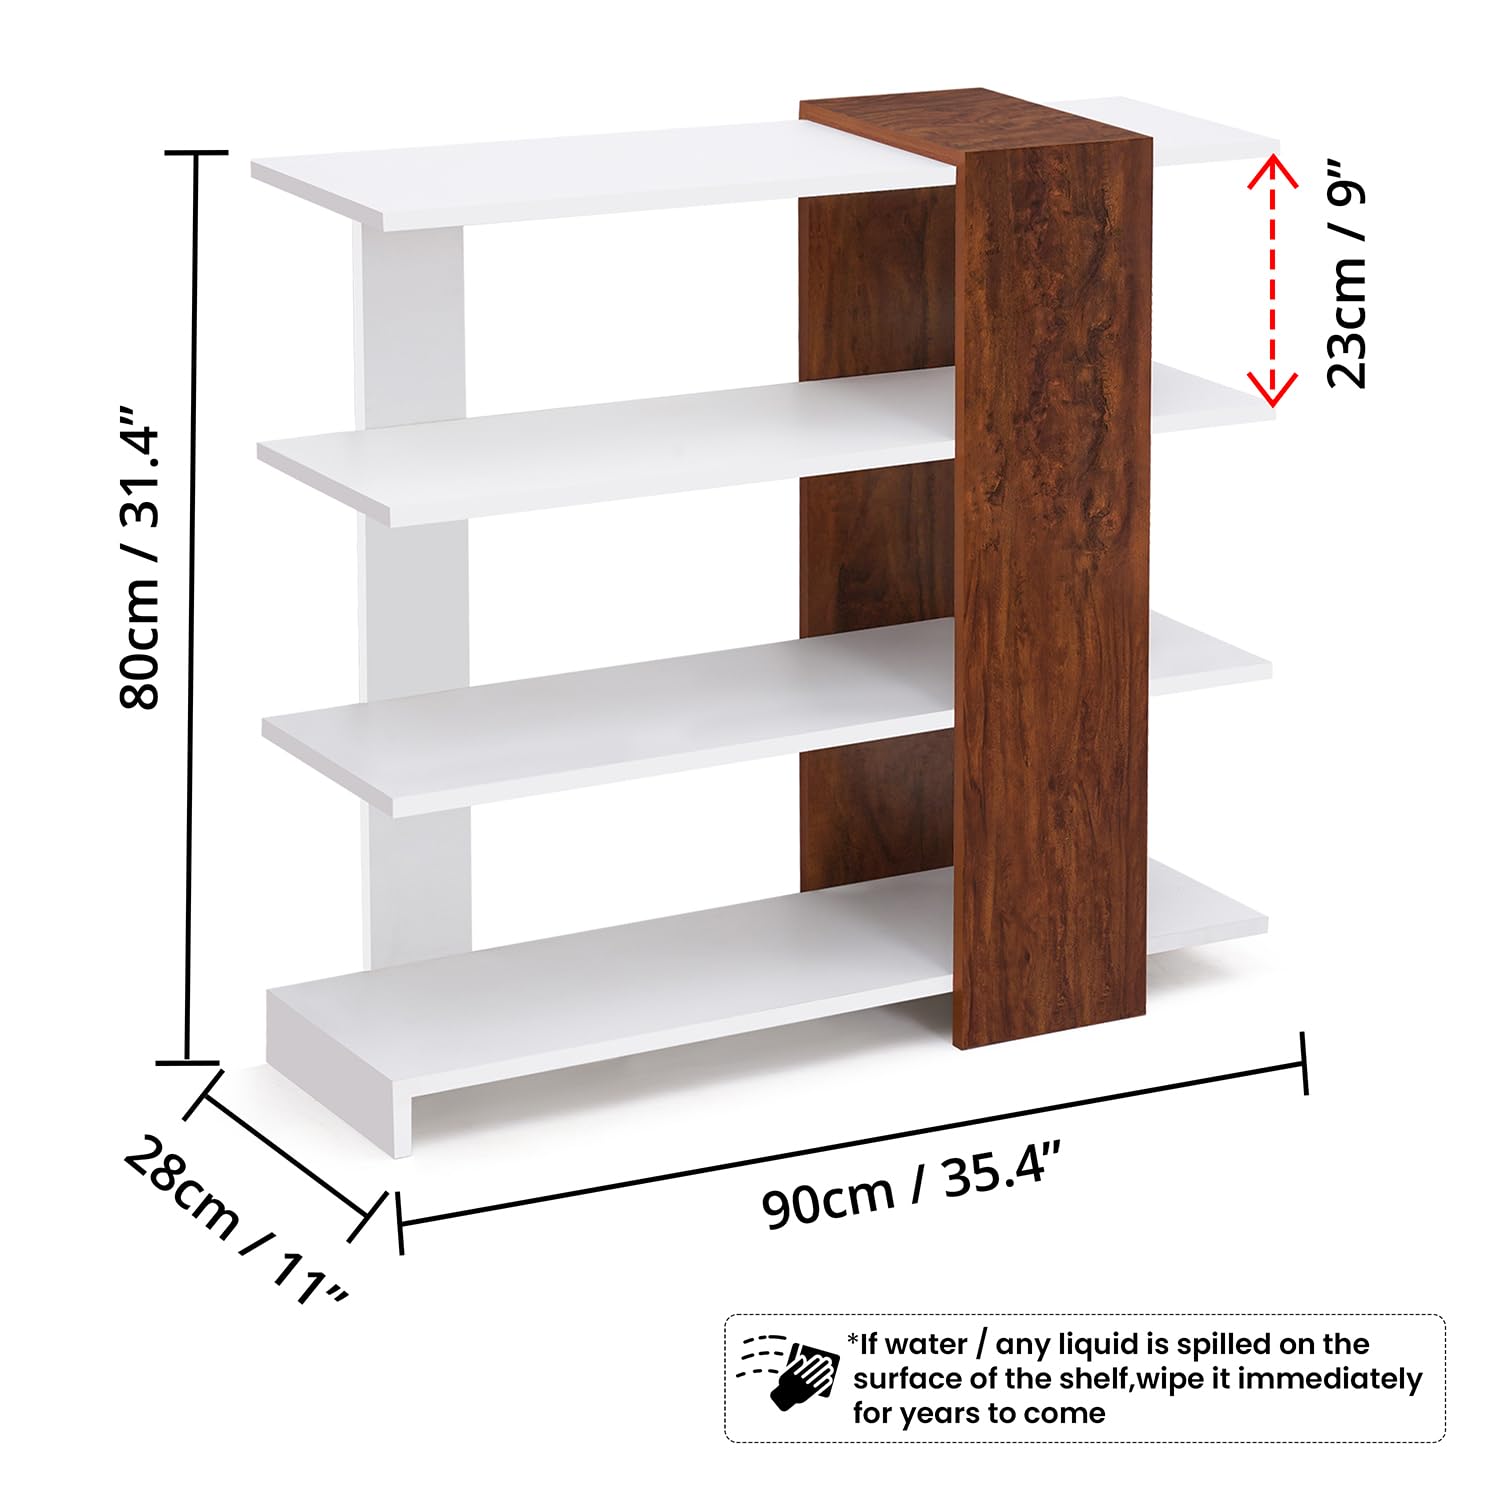 23cm / 9”
80cm / 31.4”
28cm / 11”
90cm / 35.4”
*If water / any liquid is spilled on the
surface of the shelf,wipe it immediately
for years to come